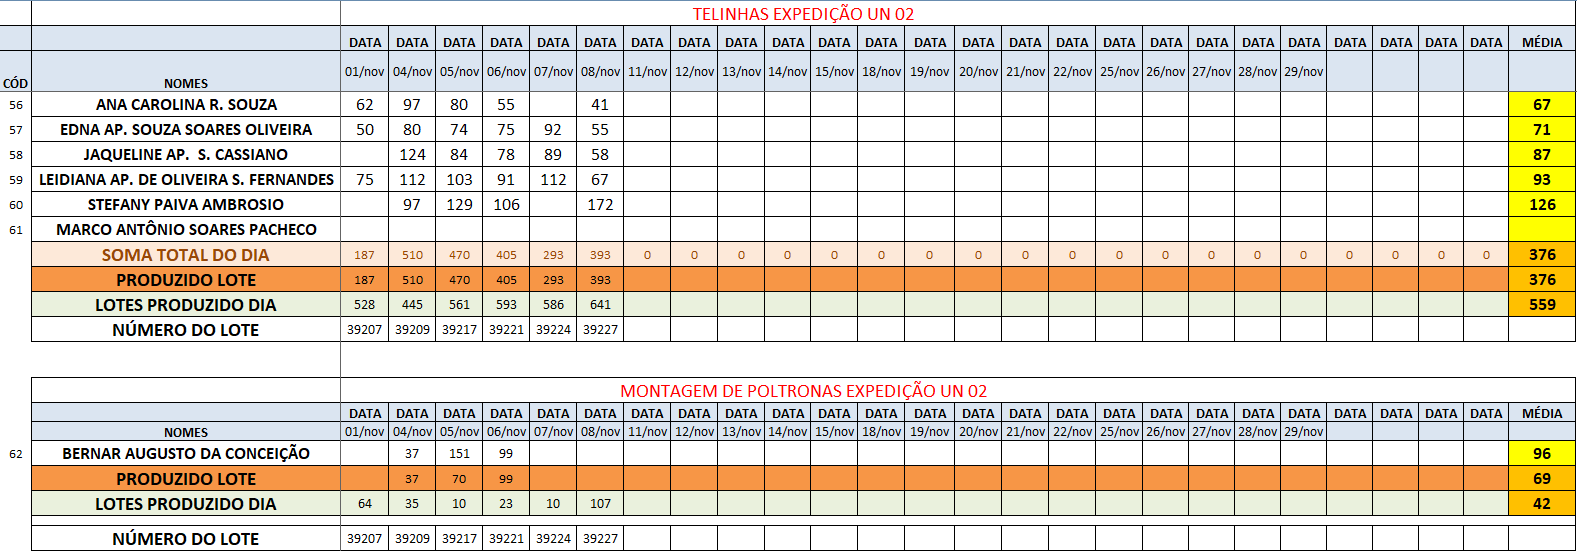 TELINHAS EXPEDIÇÃO UN 02
DATA DATA DATA DATA DATA DATA DATA DATA DATA DATA DATA DATA DATA DATA DATA DATA DATA DATA DATA DATA DATA DATA DATA DATA DATA MÉDIA
CÓD NOMES 01/nov 04/nov 05/nov 06/nov 07/nov 08/nov 11/nov 12/nov 13/nov 14/nov 15/nov 18/nov 19/nov 20/nov 21/nov 22/nov 25/nov 26/nov 27/nov 28/nov 29/nov
56 ANA CAROLINA R. SOUZA 62 97 80 55 41 67
57 EDNA AP. SOUZA SOARES OLIVEIRA 50 80 74 75 92 55 71
58 JAQUELINE AP. S. CASSIANO 124 84 78 89 58 87
59 LEIDIANA AP. DE OLIVEIRA S. FERNANDES 75 112 103 91 112 67 93
60 STEFANY PAIVA AMBROSIO 97 129 106 172 126
61 MARCO ANTÔNIO SOARES PACHECO
SOMA TOTAL DO DIA 187 510 470 405 293 393 0 0 0 0 0 0 0 0 0 0 0 0 0 0 0 0 0 0 0 376
PRODUZIDO LOTE 187 510 470 405 293 393 376
LOTES PRODUZIDO DIA 528 445 561 593 586 641 559
NÚMERO DO LOTE 39207 39209 39217 39221 39224 39227
MONTAGEM DE POLTRONAS EXPEDIÇÃO UN 02
DATA DATA DATA DATA DATA DATA DATA DATA DATA DATA DATA DATA DATA DATA DATA DATA DATA DATA DATA DATA DATA DATA DATA DATA DATA MÉDIA
NOMES 01/nov 04/nov 05/nov 06/nov 07/nov 08/nov 11/nov 12/nov 13/nov 14/nov 15/nov 18/nov 19/nov 20/nov 21/nov 22/nov 25/nov 26/nov 27/nov 28/nov 29/nov
62 BERNAR AUGUSTO DA CONCEIÇÃO 37 151 99 96
PRODUZIDO LOTE 37 70 99 69
LOTES PRODUZIDO DIA 64 35 10 23 10 107 42
NÚMERO DO LOTE 39207 39209 39217 39221 39224 39227